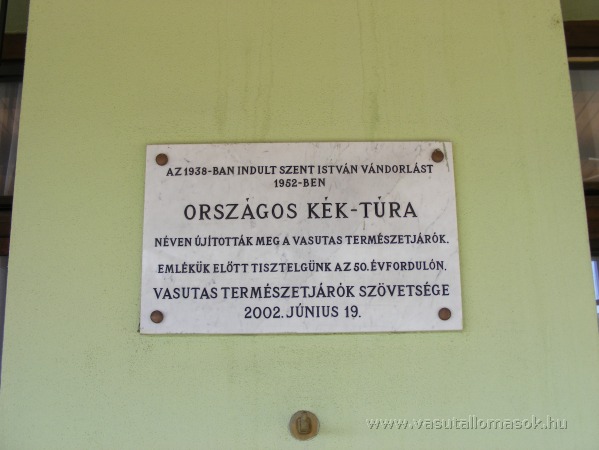 AZ 1938-BAN INDULT SZENT ISTVÁN VÁNDORLÁST
1952-BEN
ORSZÁGOS KÉK-TÚRA
NÉVEN ÚJÍTOTTÁK MEG A VASUTAS TERMÉSZETJÁRÓK.
EMLÉKÜK ELŐTT TISZTELGÜNK AZ 50. ÉVFORDULÓN.
VASUTAS TERMÉSZETJÁRÓK SZÖVETSÉGE
2002. JÚNIUS 19.
www.vasutallomasok.hu